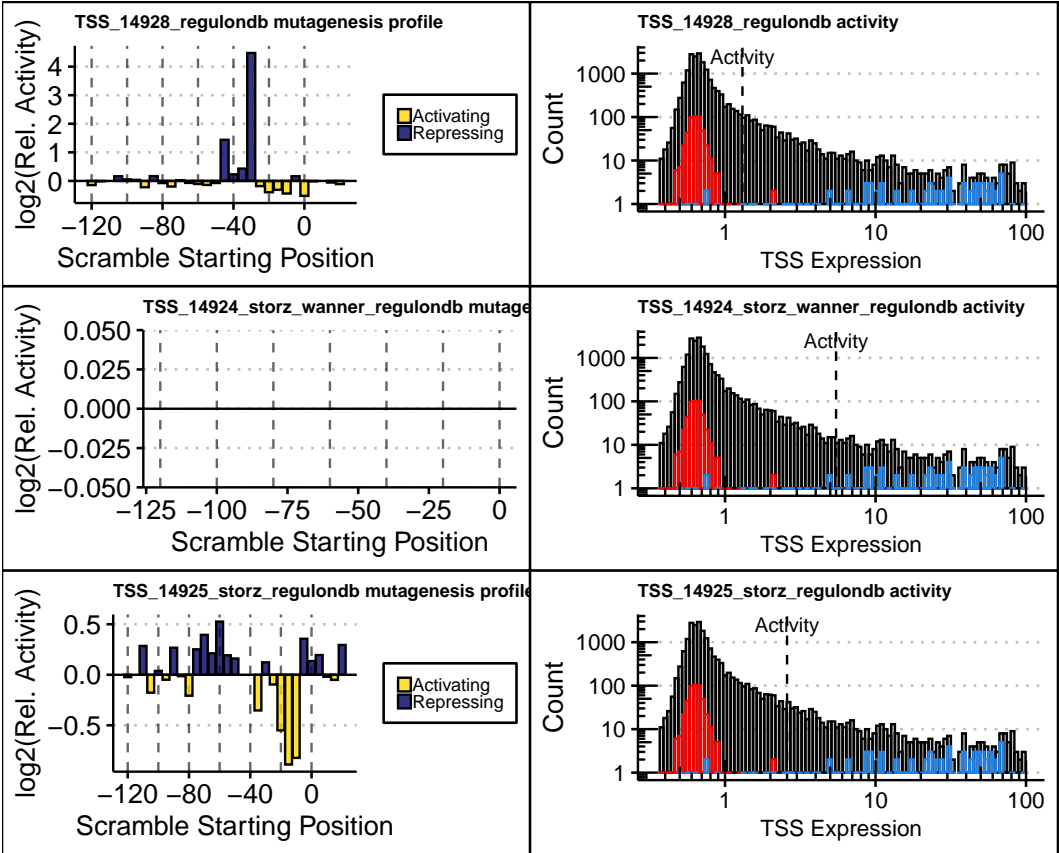 TSS_14928_regulondb mutagenesis profile
log2(Rel. Activity)
4
3
2
1
0
−120 −80 −40 0
Scramble Starting Position
Activating
Repressing
TSS_14928_regulondb activity
Activity
Count
1000
100
10
1
1 10 100
TSS Expression
TSS_14924_storz_wanner_regulondb mutage
log2(Rel. Activity)
0.050
0.025
0.000
−0.025
−0.050
−125 −100 −75 −50 −25 0
Scramble Starting Position
TSS_14924_storz_wanner_regulondb activity
Activity
Count
1000
100
10
1
1 10 100
TSS Expression
TSS_14925_storz_regulondb mutagenesis profile
log2(Rel. Activity)
0.5
0.0
−0.5
−120 −80 −40 0
Scramble Starting Position
Activating
Repressing
TSS_14925_storz_regulondb activity
Activity
Count
1000
100
10
1
1 10 100
TSS Expression